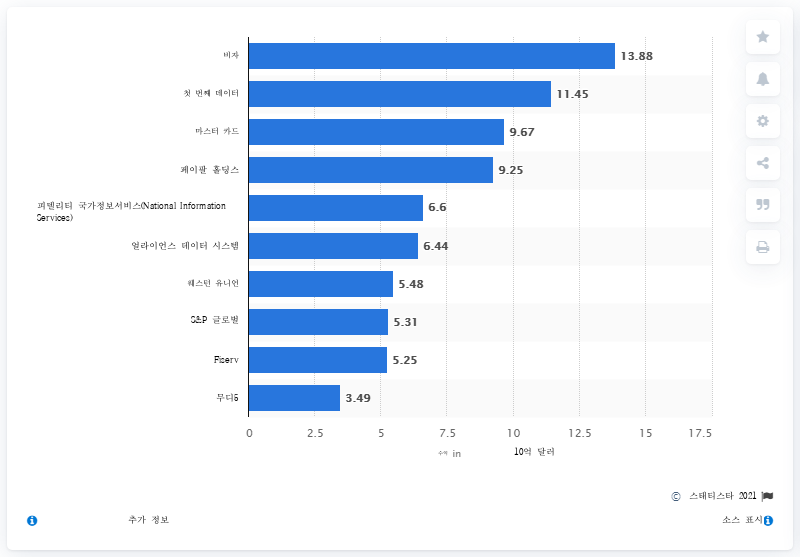 비자
13.88
첫 번째 데이터
11.45
마스터 카드
9.67
페이팔 홀딩스
9.25
피델리티 국가정보서비스(National Information
Services)
6.6
얼라이언스 데이터 시스템
6.44
웨스턴 유니언
5.48
S&P 글로벌
5.31
Fiserv
5.25
무디s
3.49
0 2.5 5 7.5 10 12.5 15 17.5
수익 in 10억 달러
© 스태티스타 2021
추가 정보
소스 표시